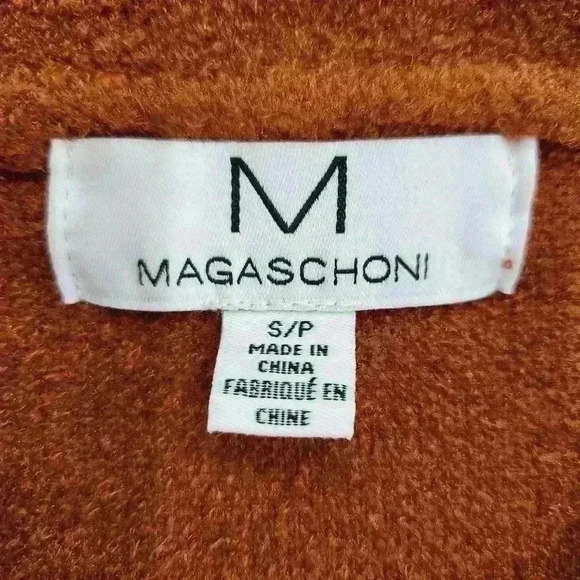 M
MAGASCHONI
S/P
MADE IN
CHINA
FABRIQUÉ EN
CHINE